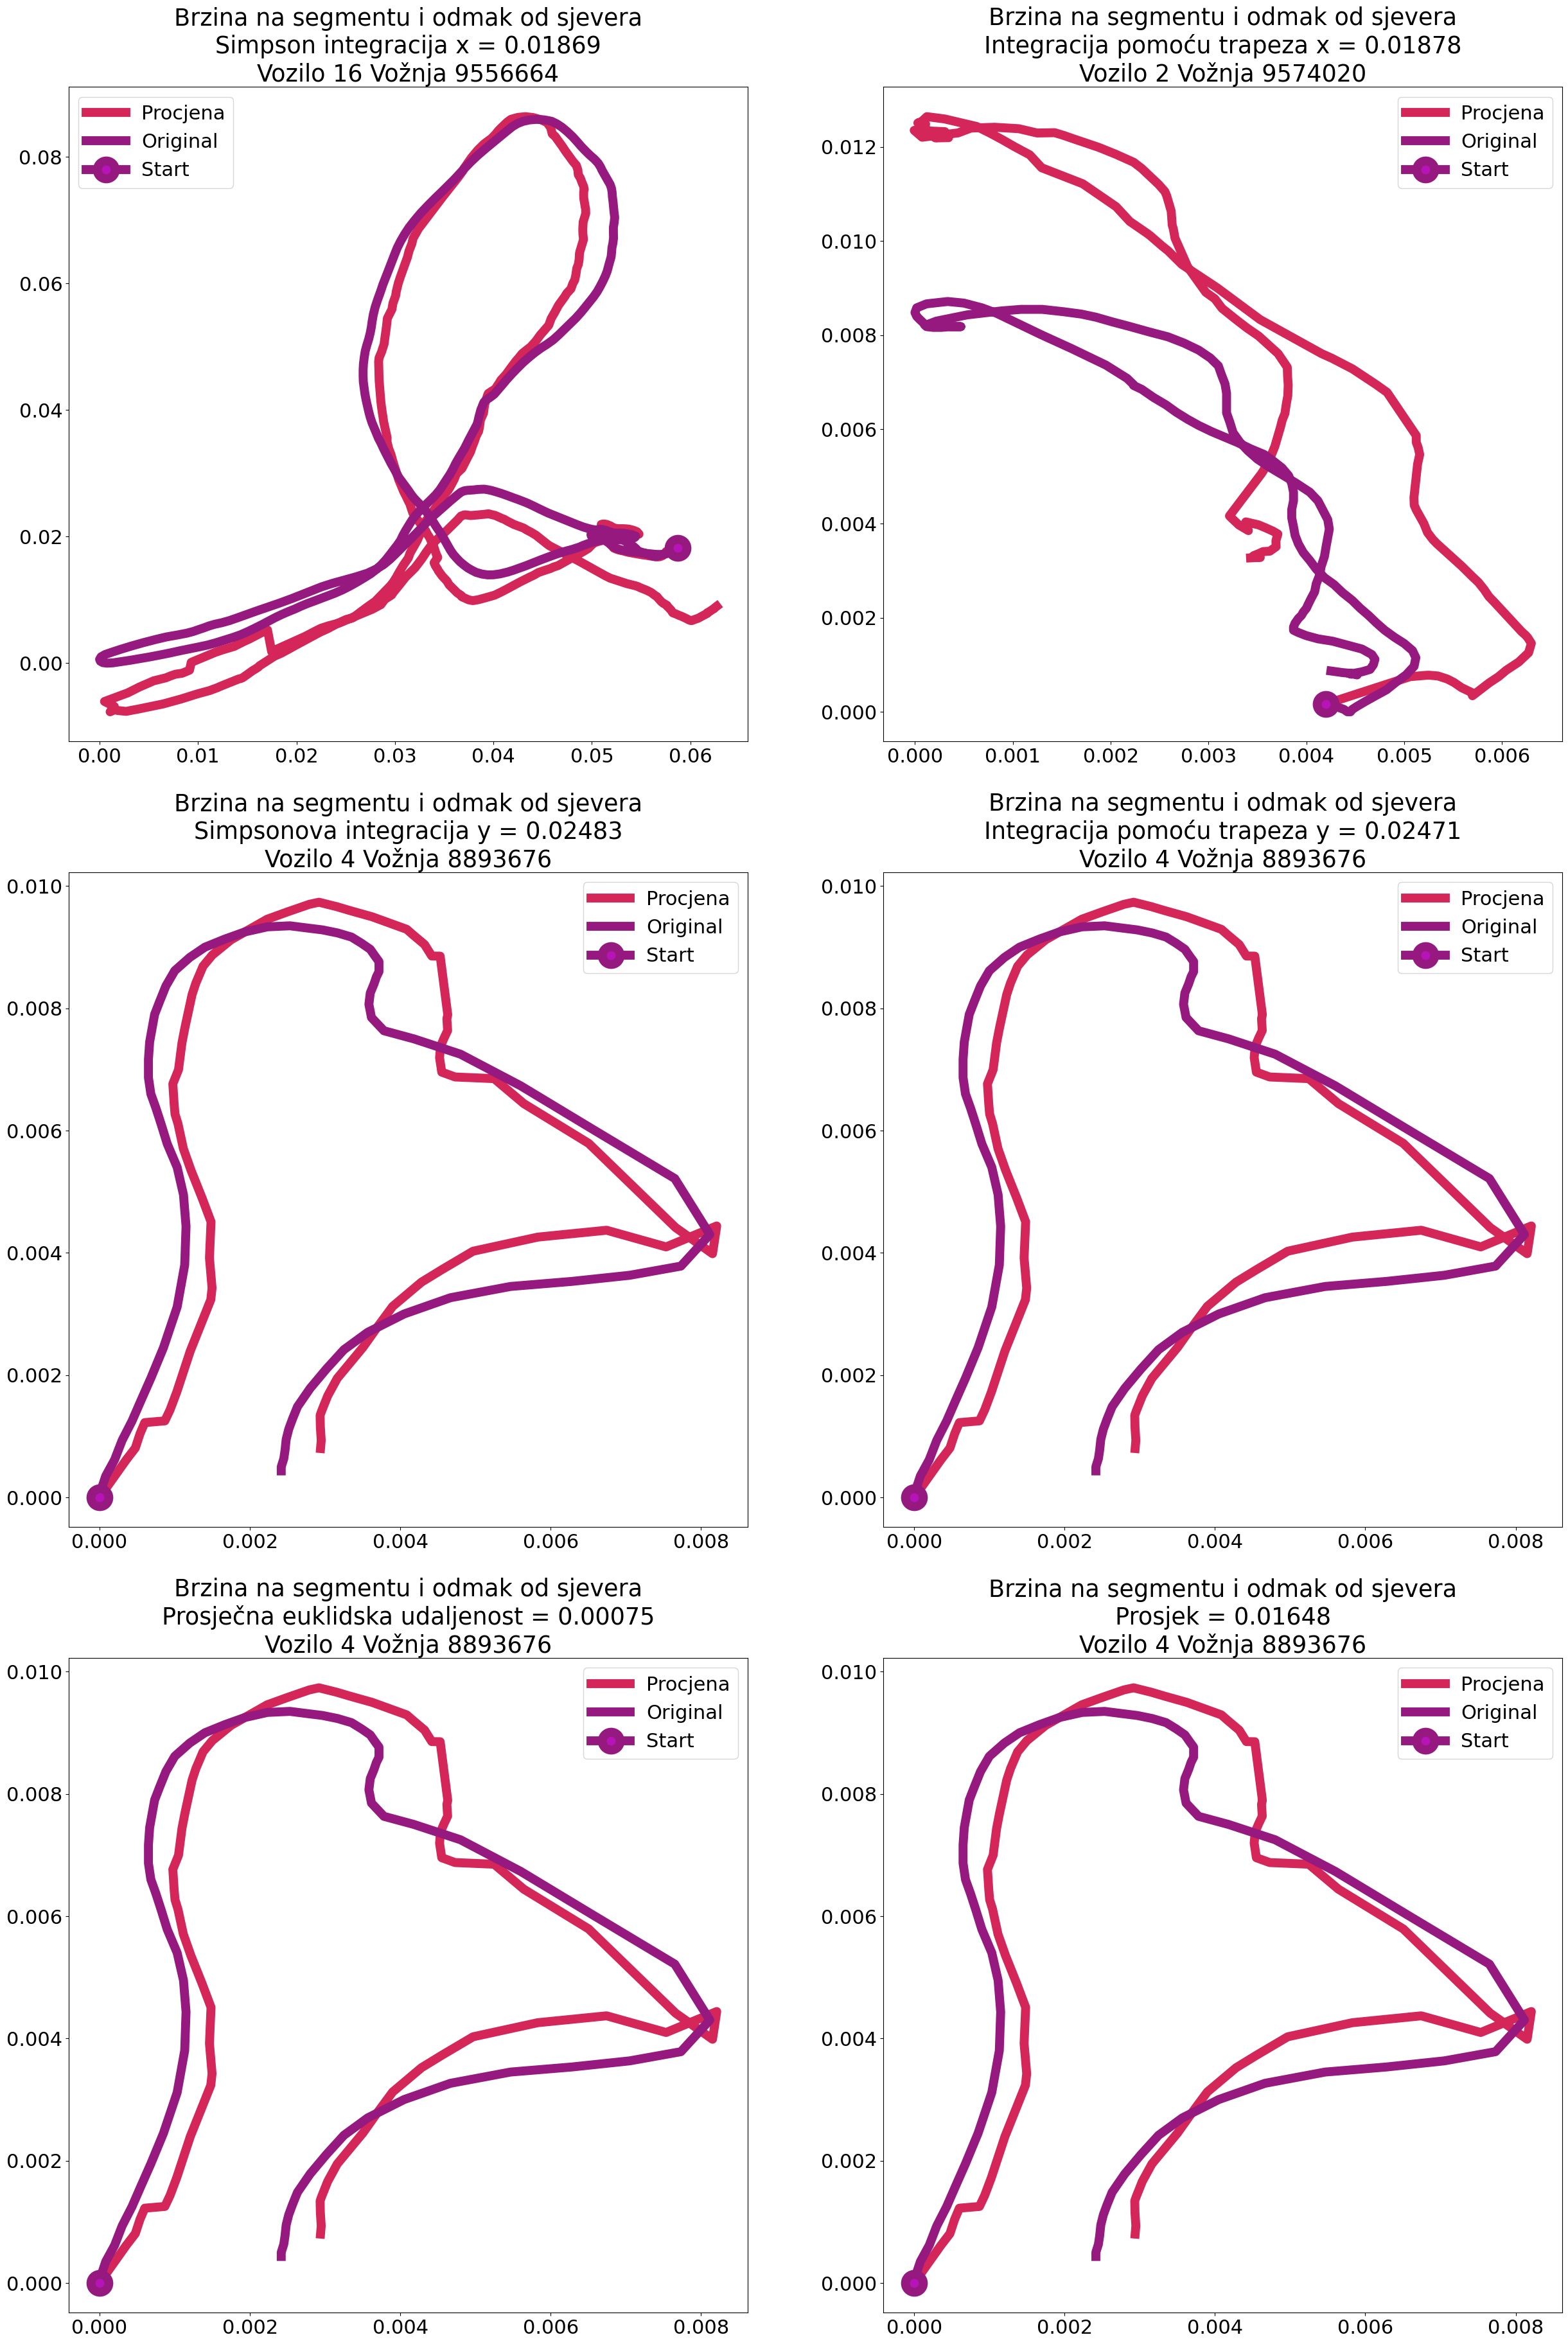 Brzina na segmentu i odmak od sjevera
Simpson integracija x = 0.01869
Vozilo 16 Vožnja 9556664
Procjena
Original
Start
0.08
0.06
0.04
0.02
0.00
0.00 0.01 0.02 0.03 0.04 0.05 0.06
Brzina na segmentu i odmak od sjevera
Integracija pomoću trapeza x = 0.01878
Vozilo 2 Vožnja 9574020
Procjena
Original
Start
0.012
0.010
0.008
0.006
0.004
0.002
0.000
0.000 0.001 0.002 0.003 0.004 0.005 0.006
Brzina na segmentu i odmak od sjevera
Simpsonova integracija y = 0.02483
Vozilo 4 Vožnja 8893676
Procjena
Original
Start
0.010
0.008
0.006
0.004
0.002
0.000
0.000 0.002 0.004 0.006 0.008
Brzina na segmentu i odmak od sjevera
Integracija pomoću trapeza y = 0.02471
Vozilo 4 Vožnja 8893676
Procjena
Original
Start
0.010
0.008
0.006
0.004
0.002
0.000
0.000 0.002 0.004 0.006 0.008
Brzina na segmentu i odmak od sjevera
Prosječna euklidska udaljenost = 0.00075
Vozilo 4 Vožnja 8893676
Procjena
Original
Start
0.010
0.008
0.006
0.004
0.002
0.000
0.000 0.002 0.004 0.006 0.008
Brzina na segmentu i odmak od sjevera
Prosjek = 0.01648
Vozilo 4 Vožnja 8893676
Procjena
Original
Start
0.010
0.008
0.006
0.004
0.002
0.000
0.000 0.002 0.004 0.006 0.008